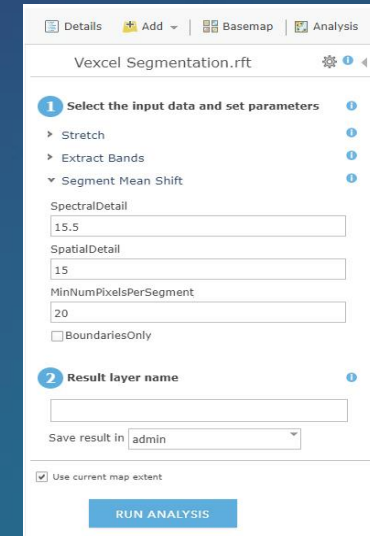 Details Add Basemap Analysis
Vexcel Segmentation.rft
1 Select the input data and set parameters
Stretch
Extract Bands
Segment Mean Shift
SpectralDetail
15.5
SpatialDetail
15
MinNumPixelsPerSegment
20
BoundariesOnly
2 Result layer name
Save result in admin
Use current map extent
RUN ANALYSIS